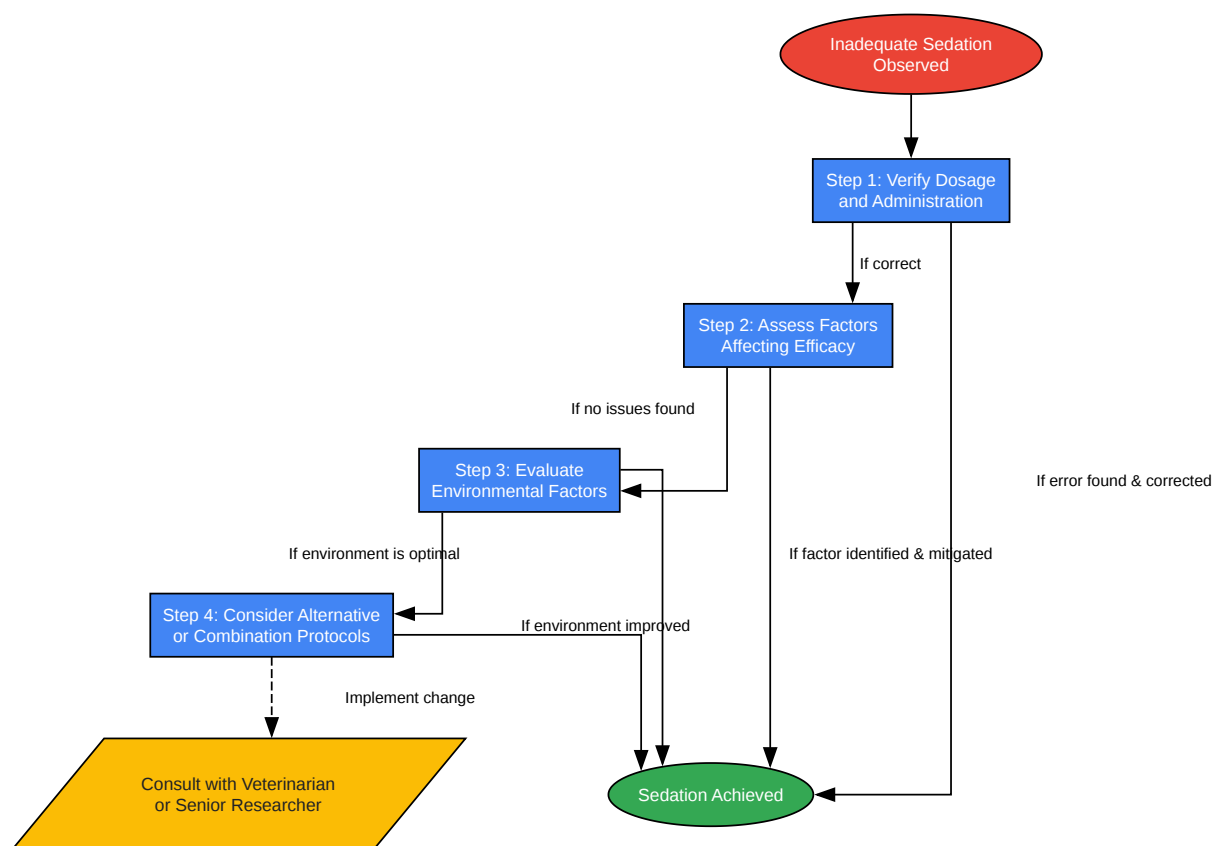 Inadequate Sedation
Observed
Step 1: Verify Dosage
and Administration
If correct
Step 2: Assess Factors
Affecting Efficacy
If no issues found
Step 3: Evaluate
Environmental Factors
If error found & corrected
If environment is optimal
If factor identified & mitigated
Step 4: Consider Alternative
or Combination Protocols
If environment improved
Implement change
Consult with Veterinarian
or Senior Researcher
Sedation Achieved